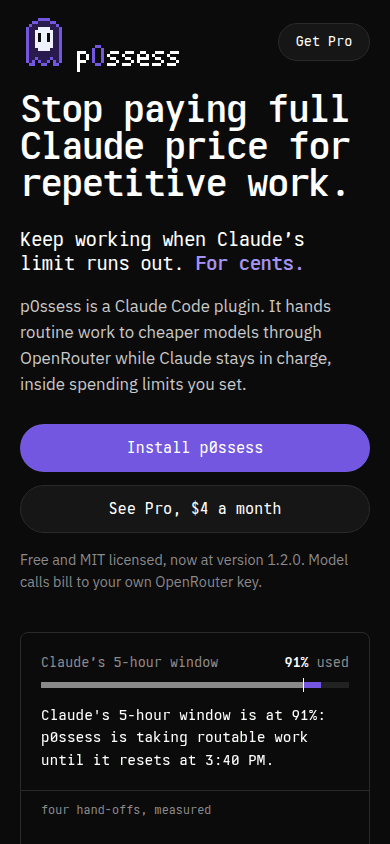 p0ssess
Get Pro
Stop paying full
Claude price for
repetitive work.
Keep working when Claude’s
limit runs out. For cents.
p0ssess is a Claude Code plugin. It hands
routine work to cheaper models through
OpenRouter while Claude stays in charge,
inside spending limits you set.
Install p0ssess
See Pro, $4 a month
Free and MIT licensed, now at version 1.2.0. Model
calls bill to your own OpenRouter key.
Claude’s 5-hour window
91% used
Claude's 5-hour window is at 91%:
p0ssess is taking routable work
until it resets at 3:40 PM.
four hand-offs, measured